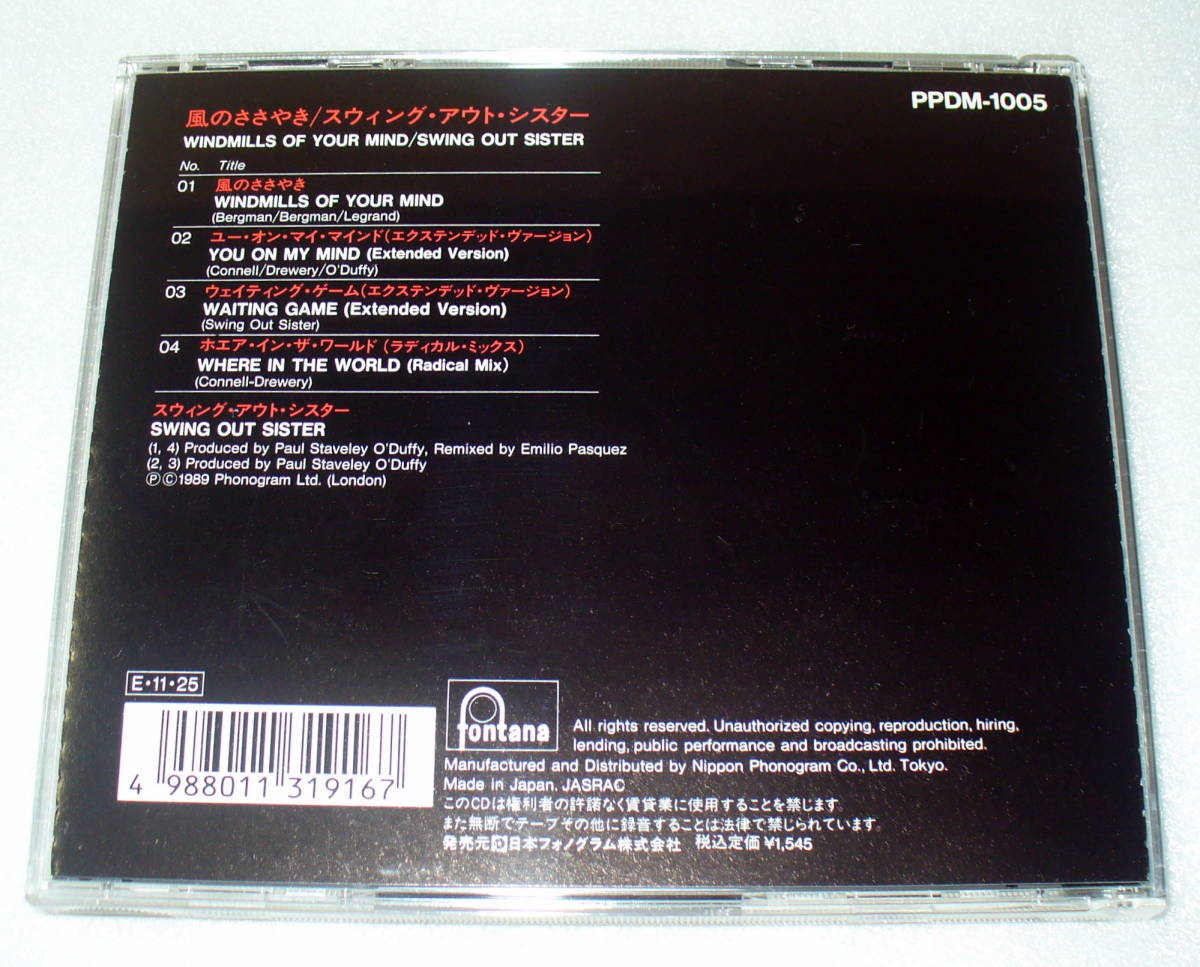 PPDM-1005
風のささやき/スウィング・アウト・シスター
WINDMILLS OF YOUR MIND/SWING OUT SISTER
No. Title
01 風のささやき
WINDMILLS OF YOUR MIND
(Bergman/Bergman/Legrand)
02 ユー・オン・マイ・マインド(エクステンデッド・ヴァージョン)
YOU ON MY MIND (Extended Version)
(Connell/Drewery/O'Duffy)
03 ウェイティング・ゲーム(エクステンデッド・ヴァージョン)
WAITING GAME (Extended Version)
(Swing Out Sister)
04 ホエア・イン・ザ・ワールド (ラディカル・ミックス)
WHERE IN THE WORLD (Radical Mix)
(Connell-Drewery)
スウィング・アウト・シスター
SWING OUT SISTER
(1, 4) Produced by Paul Staveley O'Duffy, Remixed by Emilio Pasquez
(2, 3) Produced by Paul Staveley O'Duffy
ⓅⒸ1989 Phonogram Ltd. (London)
E・11・25
4 988011 319167
fontana
All rights reserved. Unauthorized copying, reproduction, hiring,
lending, public performance and broadcasting prohibited.
Manufactured and Distributed by Nippon Phonogram Co., Ltd. Tokyo.
Made in Japan. JASRAC
このCDは権利者の許諾なく賃貸業に使用することを禁じます。
また無断でテープその他に録音することは法律で禁じられています。
発売元 日本フォノグラム株式会社 税込定価¥1,545